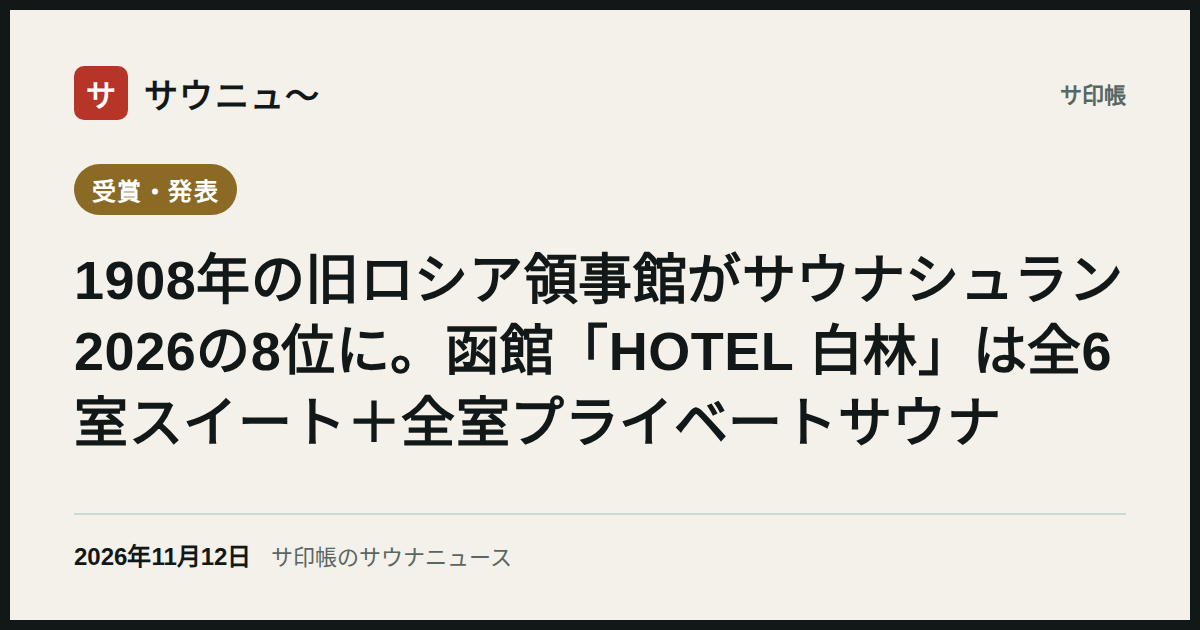 サ サウニュ〜
サ印帳
受賞・発表
1908年の旧ロシア領事館がサウナシュラン
2026の8位に。函館「HOTEL 白林」は全6
室スイート＋全室プライベートサウナ
2026年11月12日 サ印帳のサウナニュース